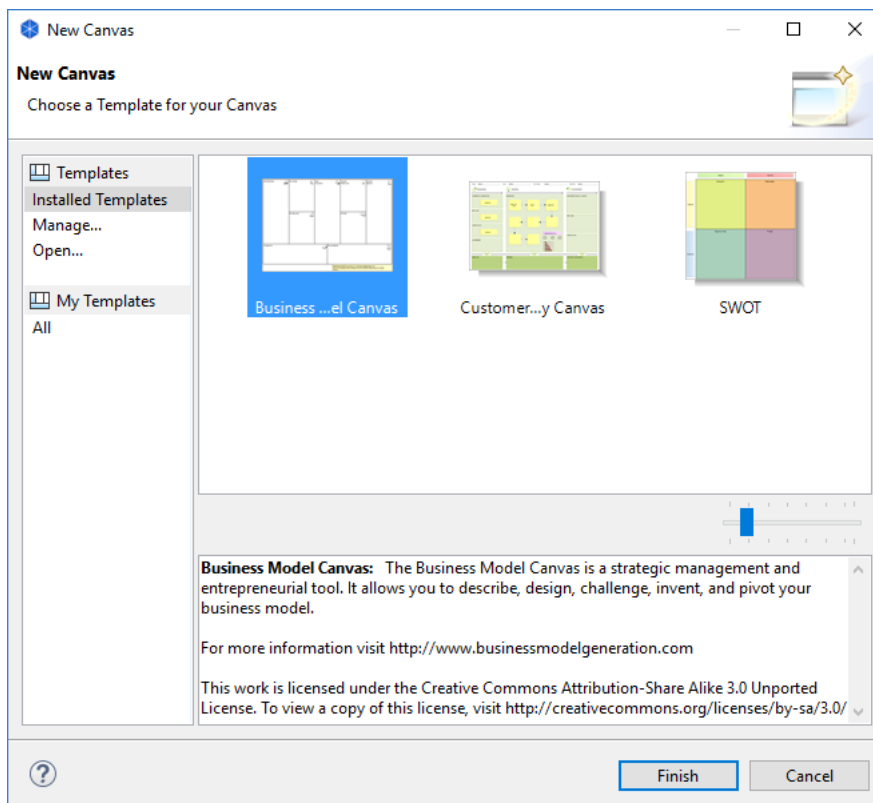 New Canvas
New Canvas
Choose a Template for your Canvas
Templates
Installed Templates
Manage...
Open...
My Templates
All
Business ...el Canvas
Customer...y Canvas
SWOT
Business Model Canvas: The Business Model Canvas is a strategic management and
entrepreneurial tool. It allows you to describe, design, challenge, invent, and pivot your
business model.
For more information visit http://www.businessmodelgeneration.com
This work is licensed under the Creative Commons Attribution-Share Alike 3.0 Unported
License. To view a copy of this license, visit http://creativecommons.org/licenses/by-sa/3.0/
?
Finish
Cancel